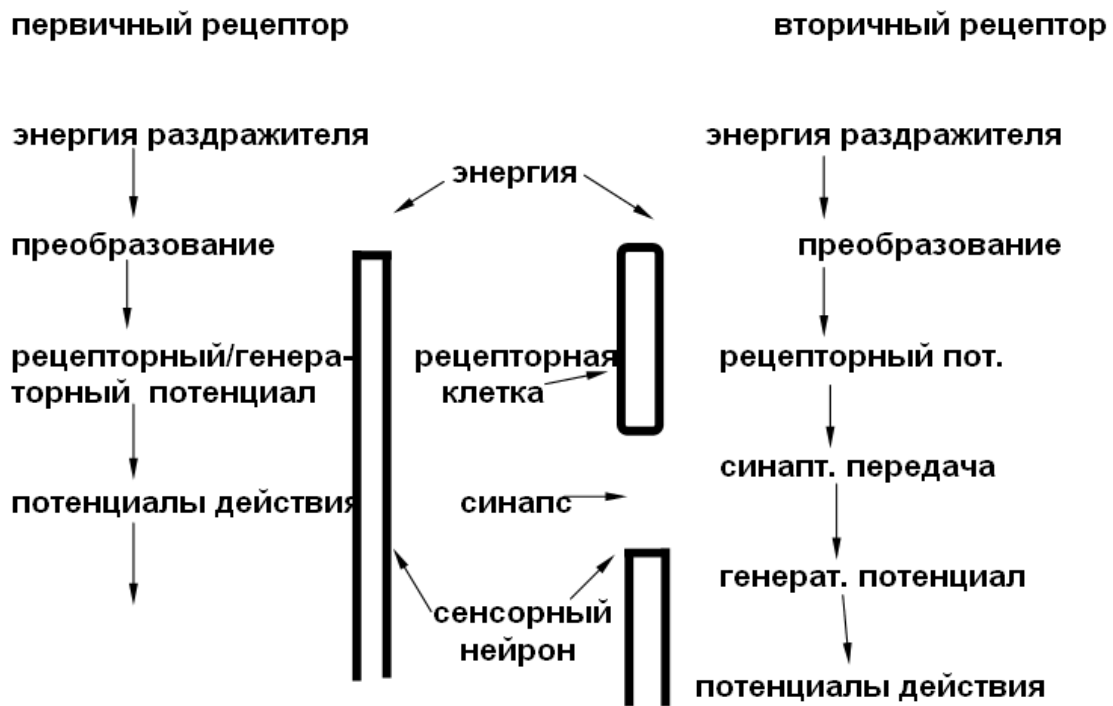 первичный рецептор
вторичный рецептор
энергия раздражителя
преобразование
рецепторный/генера-
торный потенциал
потенциалы действия
энергия
рецепторная
клетка
синапс
сенсорный
нейрон
энергия раздражителя
преобразование
рецепторный пот.
синапт. передача
генерат. потенциал
потенциалы действия